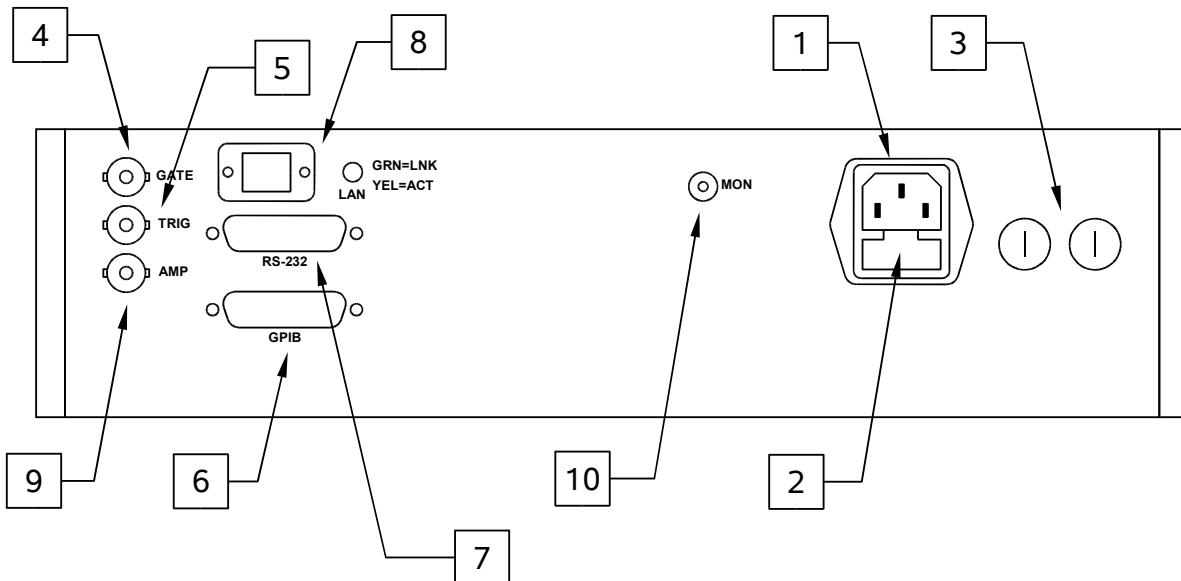 4
5
8
1
3
GATE
GRN=LNK
YEL=ACT
LAN
MON
TRIG
RS-232
AMP
GPIB
9
6
10
2
7